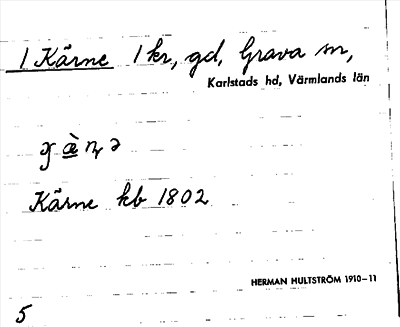 1 Kärne 1 kr, gd, Grava sn,
Karlstads hd, Värmlands län
Kärne kb 1802
HERMAN HULTSTRÖM 1910–11
5